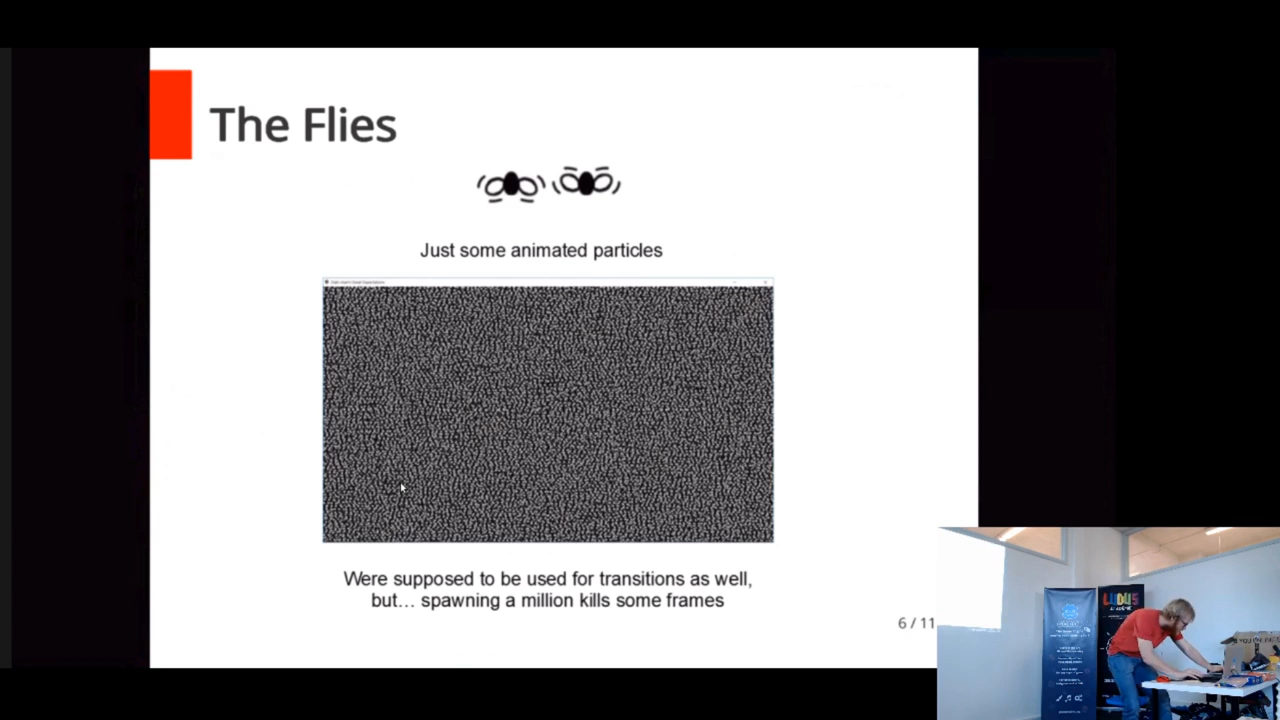 The Flies
Just some animated particles
Were supposed to be used for transitions as well,
but... spawning a million kills some frames
6 / 11
LUDUS